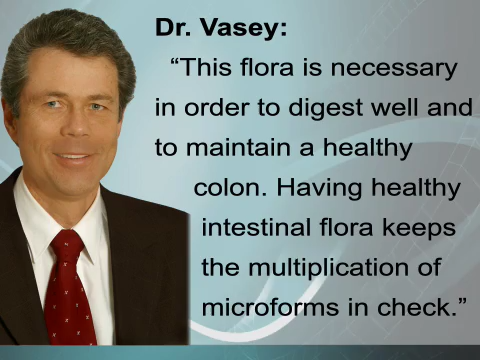 Dr. Vasey:
“This flora is necessary
in order to digest well and
to maintain a healthy
colon. Having healthy
intestinal flora keeps
the multiplication of
microforms in check.”